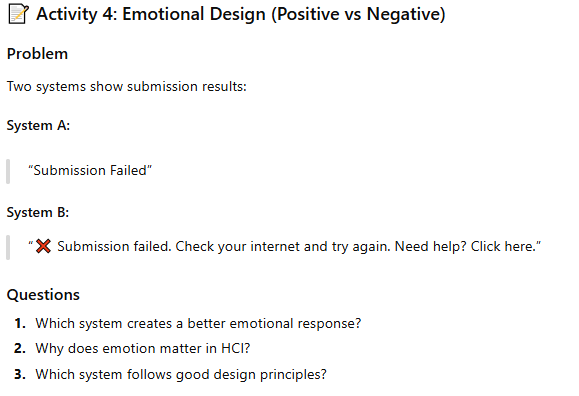 📝 Activity 4: Emotional Design (Positive vs Negative)
Problem
Two systems show submission results:
System A:
“Submission Failed”
System B:
“❌ Submission failed. Check your internet and try again. Need help? Click here.”
Questions
1. Which system creates a better emotional response?
2. Why does emotion matter in HCI?
3. Which system follows good design principles?